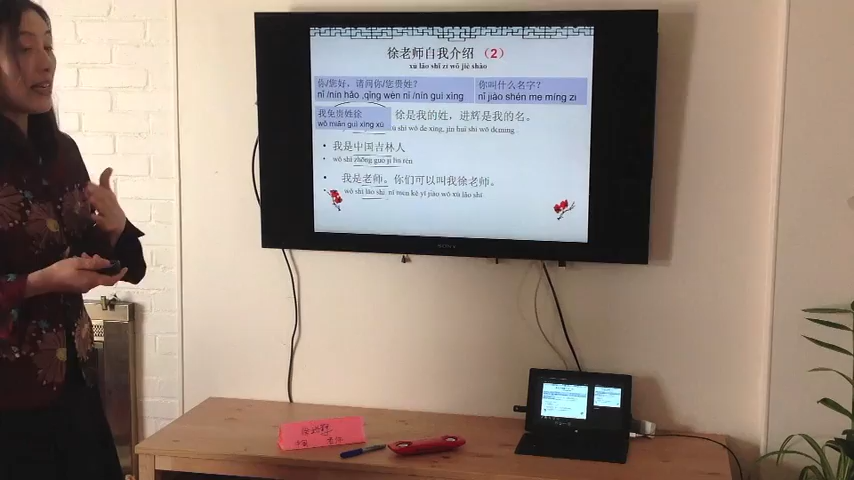 徐老师自我介绍（2）
xú lǎo shī zì wǒ jiè shào
你/您好，请问你/您贵姓？
nǐ /nín hǎo ,qǐng wèn nǐ /nín guì xìng
你叫什么名字？
nǐ jiào shén me míng zì
我免贵姓徐
wǒ miǎn guì xìng xú
徐是我的姓，进辉是我的名。
• 我是中国吉林人
• wǒ shì zhōng guó jí lín rén
• 我是老师。你们可以叫我徐老师。
wǒ shì lǎo shī nǐ men kě yǐ jiào wǒ xú lǎo shī
SONY